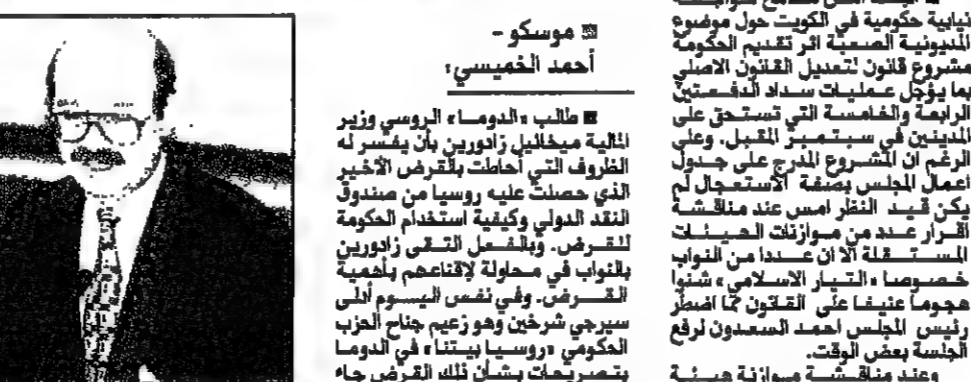 نيابية حكومية في الكويت حول موضوع
المديونية الصعبة اثر تقديم الحكومة
مشروع قانون لتعديل القانون الاصلي
بما يؤجل عمليات سداد الدفعتين
الرابعة والخامسة التي تستحق على
المدينين في سبتمبر المقبل. وعلى
الرغم ان المشروع المدرج على جدول
اعمال المجلس بصفة الاستعجال لم
يكن قيد النظر امس عند مناقشة
اقرار عدد من موازنات الهيئات
المستقلة الا ان عددا من النواب
خصوصا «التيار الاسلامي» شنوا
هجوما عنيفا على القانون مما اضطر
رئيس المجلس احمد السعدون لرفع
الجلسة بعض الوقت.
وعند مناقشة موازنة هيئة
■ موسكو -
أحمد الخميسي:
■ طالب «الدوما» الروسي وزير
المالية ميخائيل زادورين بأن يفسر له
الظروف التي أحاطت بالقرض الأخير
الذي حصلت عليه روسيا من صندوق
النقد الدولي وكيفية استخدام الحكومة
للقرض. وبالفعل التقى زادورين
بالنواب في محاولة لإقناعهم بأهمية
القرض. وفي نفس اليوم أدلى
سيرجي شرخين وهو زعيم جناح الحزب
الحكومي «روسيا بيتنا» في الدوما
بتصريحات بشأن ذلك القرض جاء